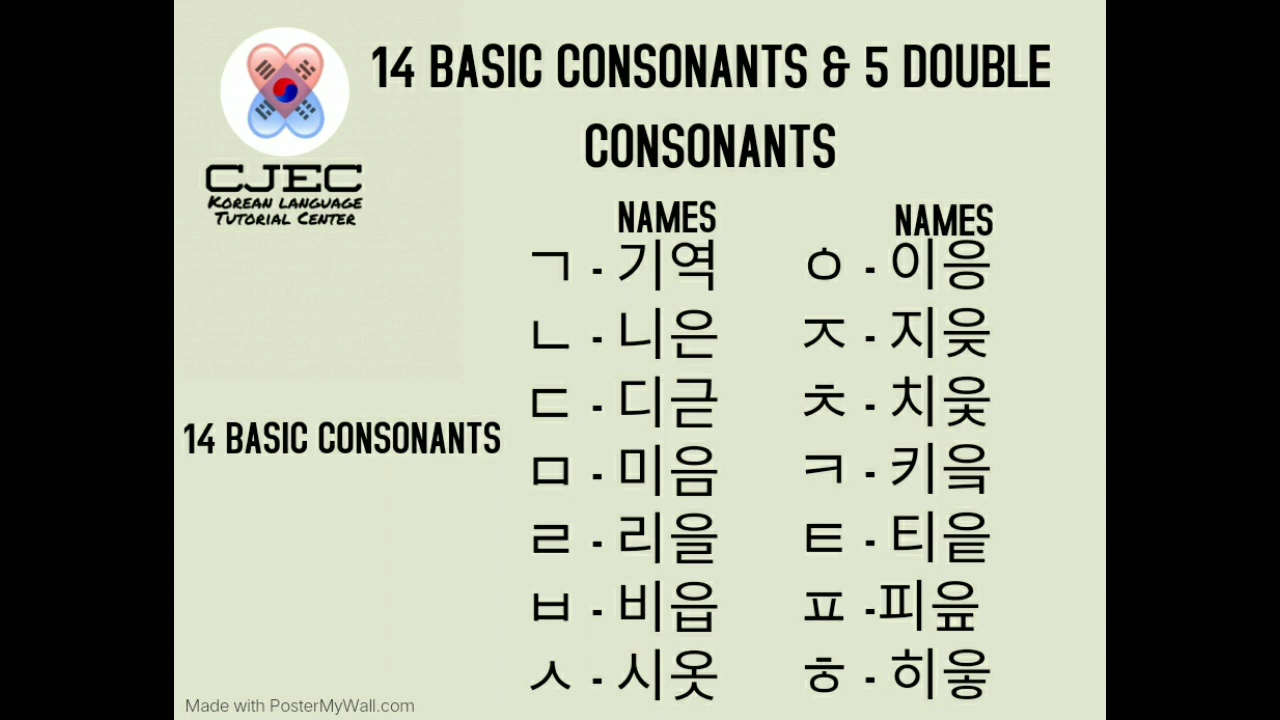 14 BASIC CONSONANTS & 5 DOUBLE
CONSONANTS
CJEC
KOREAN LANGUAGE
TUTORIAL CENTER
NAMES NAMES
ㄱ - 기역 ㅇ - 이응
ㄴ - 니은 ㅈ - 지읒
ㄷ - 디귿 ㅊ - 치읓
14 BASIC CONSONANTS
ㅁ - 미음 ㅋ - 키읔
ㄹ - 리을 ㅌ - 티읕
ㅂ - 비읍 ㅍ -피읖
ㅅ - 시옷 ㅎ - 히읗
Made with PosterMyWall.com